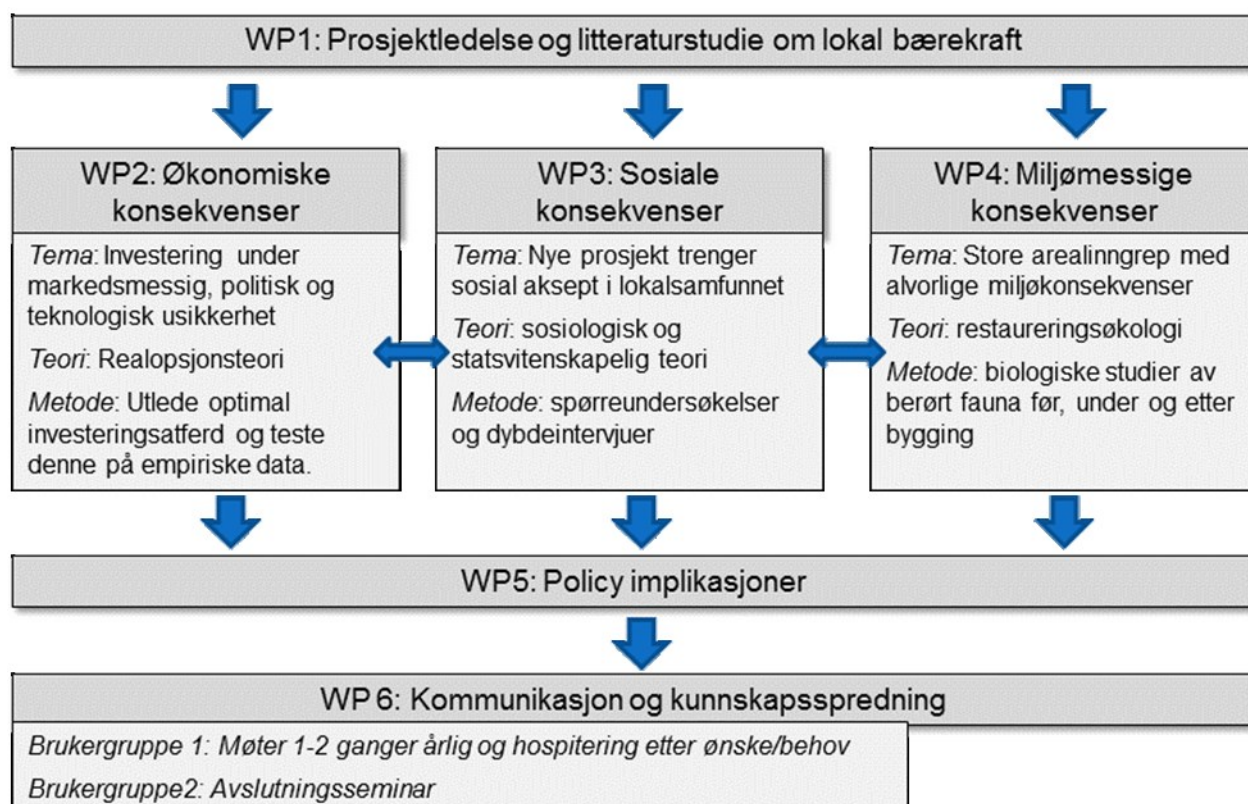 WP1: Prosjektledelse og litteraturstudie om lokal bærekraft
WP2: Økonomiske
konsekvenser
Tema: Investering under
markedsmessig, politisk og
teknologisk usikkerhet
Teori: Realopsjonsteori
Metode: Utlede optimal
investeringsatferd og teste
denne på empiriske data.
WP3: Sosiale
konsekvenser
Tema: Nye prosjekt trenger
sosial aksept i lokalsamfunnet
Teori: sosiologisk og
statsvitenskapelig teori
Metode: spørreundersøkelser
og dybdeintervjuer
WP4: Miljømessige
konsekvenser
Tema: Store arealinngrep med
alvorlige miljøkonsekvenser
Teori: restaureringsøkologi
Metode: biologiske studier av
berørt fauna før, under og etter
bygging
WP5: Policy implikasjoner
WP 6: Kommunikasjon og kunnskapsspredning
Brukergruppe 1: Møter 1-2 ganger årlig og hospitering etter ønske/behov
Brukergruppe2: Avslutningsseminar